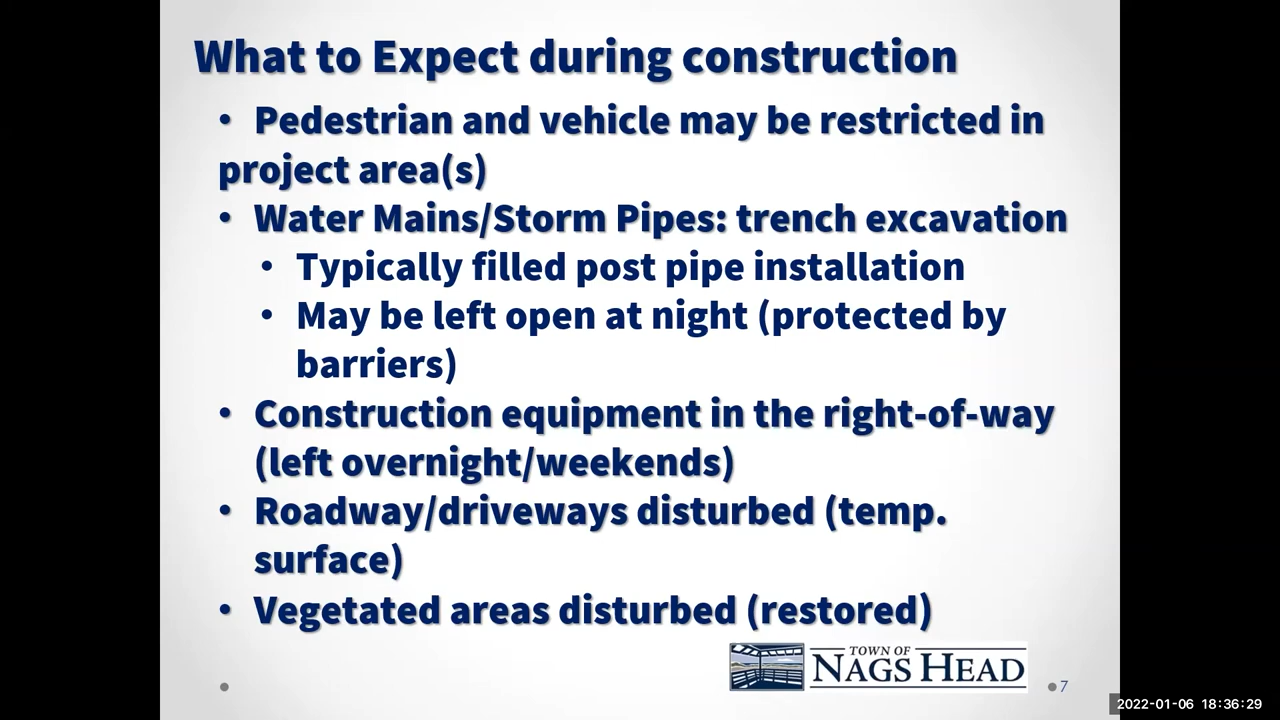 What to Expect during construction
• Pedestrian and vehicle may be restricted in
project area(s)
• Water Mains/Storm Pipes: trench excavation
• Typically filled post pipe installation
• May be left open at night (protected by
barriers)
• Construction equipment in the right-of-way
(left overnight/weekends)
• Roadway/driveways disturbed (temp.
surface)
• Vegetated areas disturbed (restored)
TOWN OF
NAGS HEAD
7
2022-01-06 18:36:29